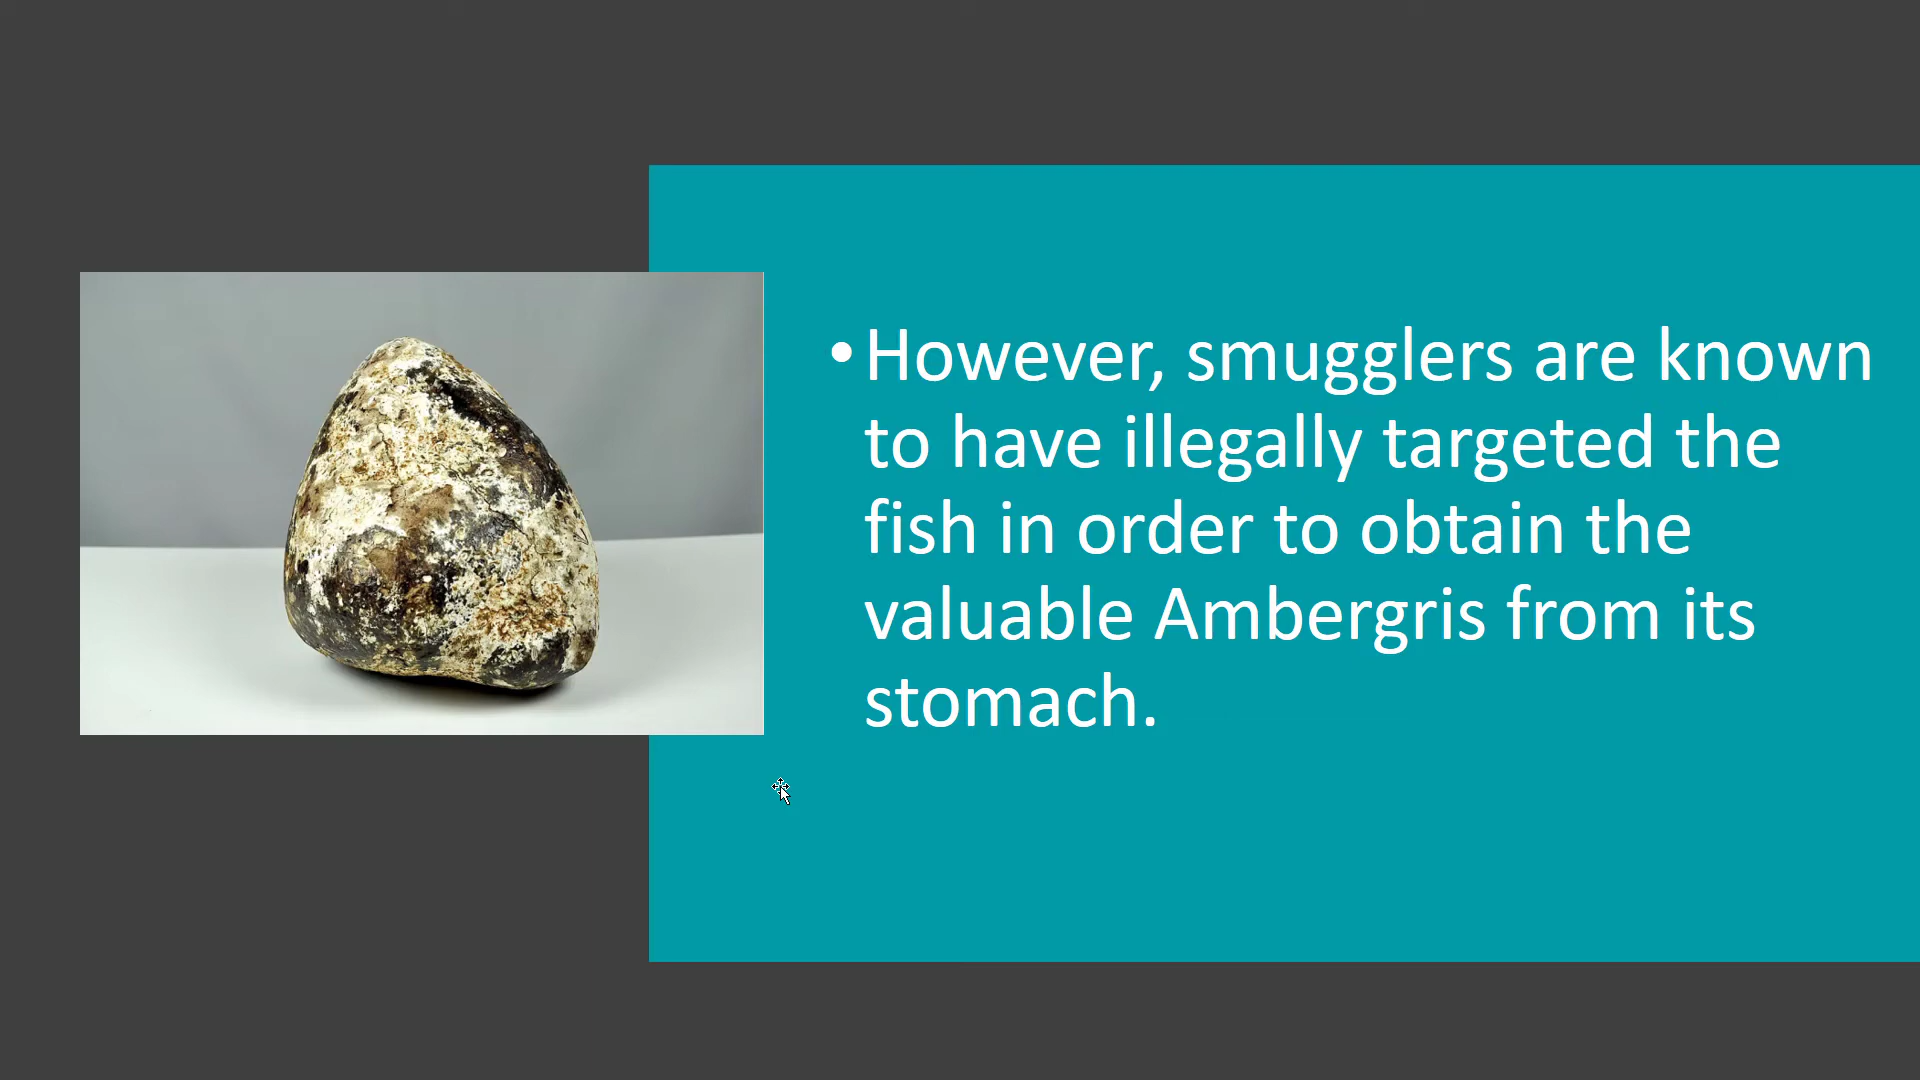 •However, smugglers are known
to have illegally targeted the
fish in order to obtain the
valuable Ambergris from its
stomach.